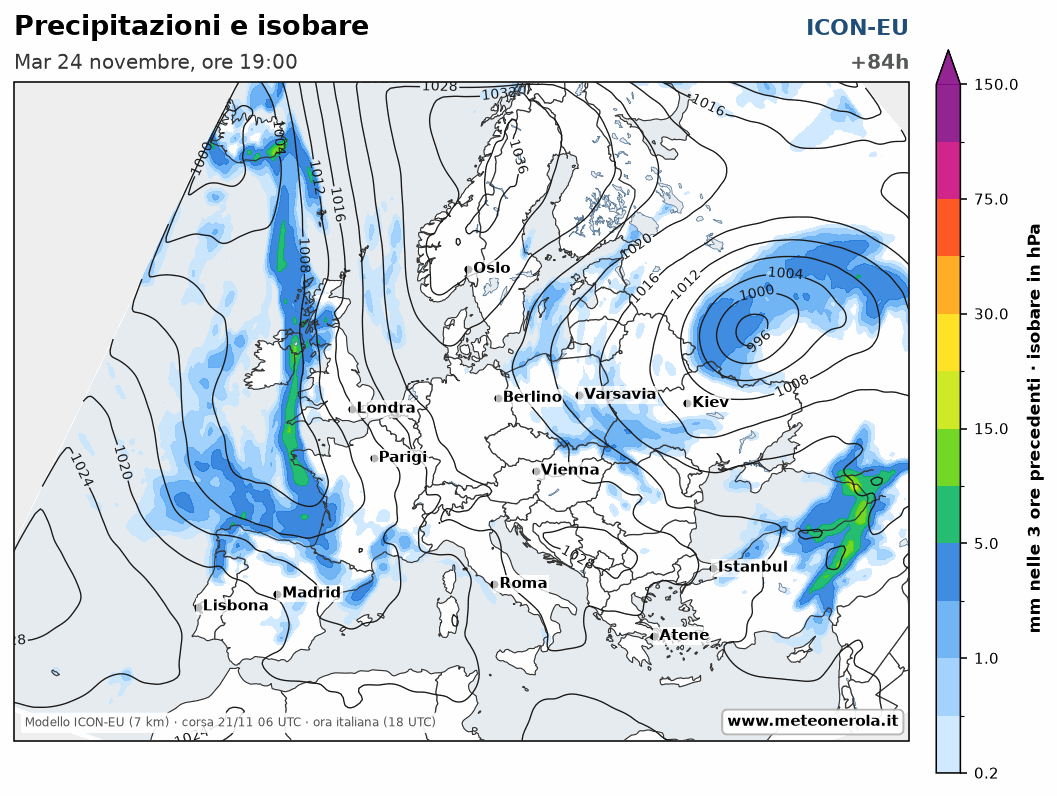 Precipitazioni e isobare
ICON-EU
Mar 24 novembre, ore 19:00
+84h
1028
1032
1016
1000
1004
1036
1012
1016
1008
1020
1016
1012
1004
1000
996
1008
1024
1020
1028
28
1024
Oslo
Berlino
Varsavia
Kiev
Londra
Parigi
Vienna
Istanbul
Roma
Madrid
Lisbona
Atene
Modello ICON-EU (7 km) · corsa 21/11 06 UTC · ora italiana (18 UTC)
www.meteonerola.it
150.0
75.0
30.0
15.0
5.0
1.0
0.2
mm nelle 3 ore precedenti · isobare in hPa